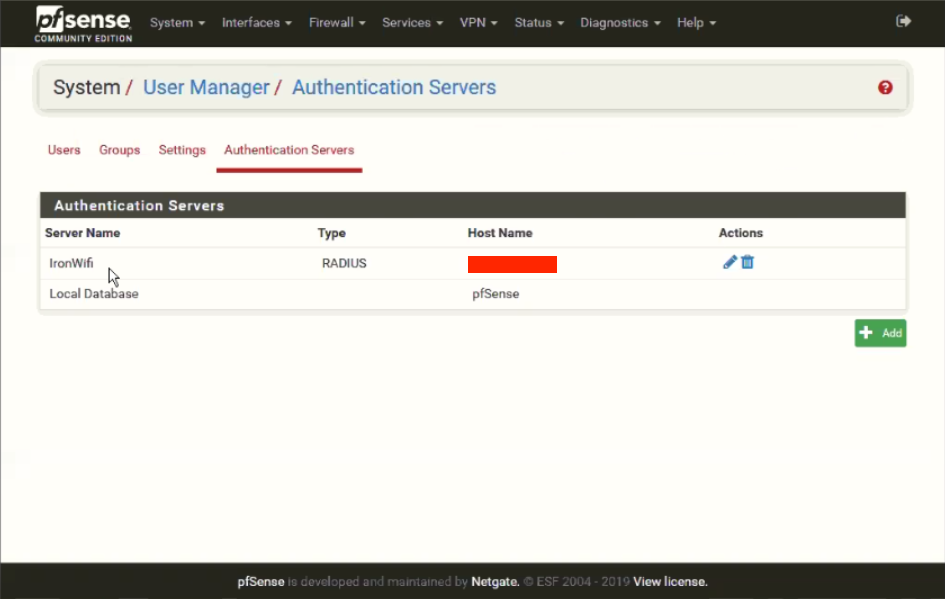 pfsense
COMMUNITY EDITION
System Interfaces Firewall Services VPN Status Diagnostics Help
System / User Manager / Authentication Servers
Users Groups Settings Authentication Servers
Authentication Servers
Server Name Type Host Name Actions
IronWifi RADIUS
Local Database pfSense
+ Add
pfSense is developed and maintained by Netgate. © ESF 2004 - 2019 View license.